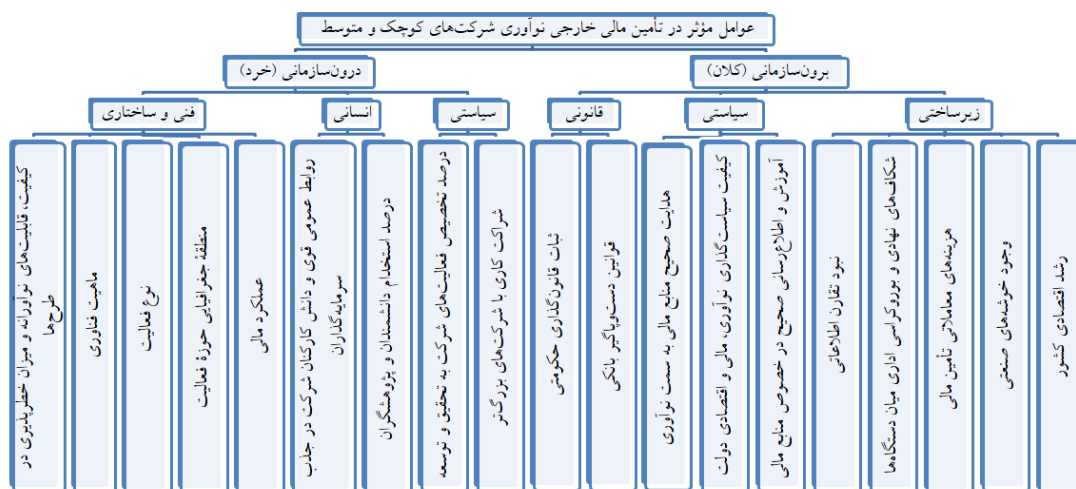 عوامل مؤثر در تأمین مالی خارجی نوآوری شرکت‌های کوچک و متوسط
برون‌سازمانی (کلان)
درون‌سازمانی (خرد)
زیرساختی
سیاستی
قانونی
سیاستی
انسانی
فنی و ساختاری
رشد اقتصادی کشور
وجود خوشه‌های صنعتی
هزینه‌های معاملاتی تأمین مالی
شکاف‌های نهادی و بوروکراسی اداری میان دستگاه‌ها
نبود تقارن اطلاعاتی
آموزش و اطلاع‌رسانی صحیح در خصوص منابع مالی
کیفیت سیاست‌گذاری نوآوری، مالی و اقتصادی دولت
هدایت صحیح منابع مالی به سمت نوآوری
قوانین دست‌وپاگیر بانکی
ثبات قانون‌گذاری حکومتی
شراکت کاری با شرکت‌های بزرگ‌تر
درصد تخصیص فعالیت‌های شرکت به تحقیق و توسعه
درصد استخدام دانشمندان و پژوهشگران
روابط عمومی قوی و دانش کارکنان شرکت در جذب
سرمایه‌گذاران
عملکرد مالی
منطقۀ جغرافیایی حوزۀ فعالیت
نوع فعالیت
ماهیت فناوری
کیفیت، قابلیت‌های نوآورانه و میزان خطرپذیری در
طرح‌ها